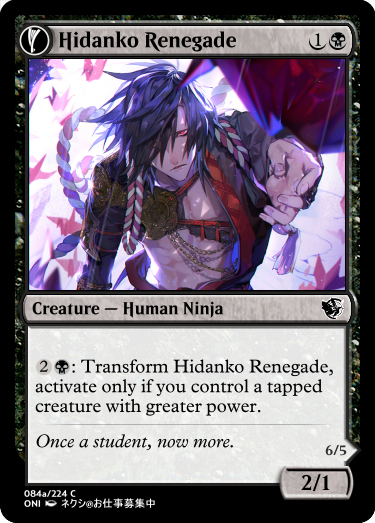 Hidanko Renegade 1
Creature — Human Ninja
2 : Transform Hidanko Renegade,
activate only if you control a tapped
creature with greater power.
Once a student, now more.
6/5
2/1
084a/224 C
ONI ネクシ@お仕事募集中